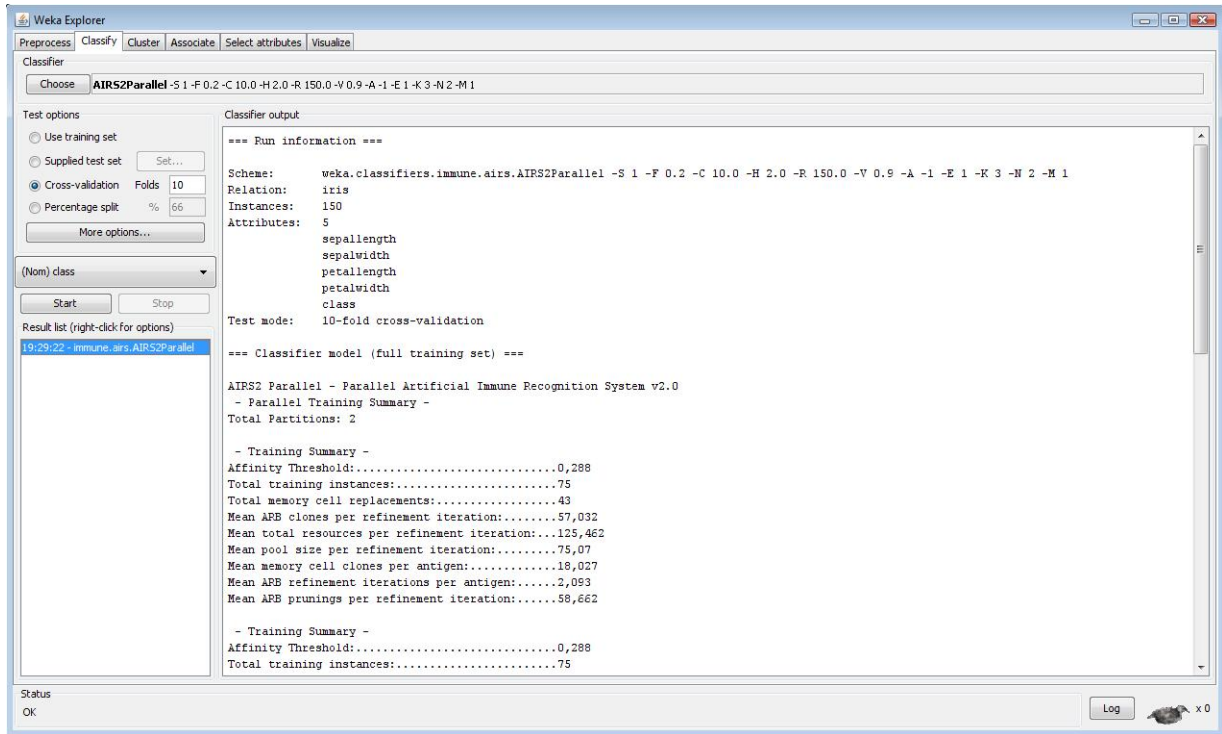 Weka Explorer
Preprocess Classify Cluster Associate Select attributes Visualize
Classifier
Choose AIRS2Parallel -S 1 -F 0.2 -C 10.0 -H 2.0 -R 150.0 -V 0.9 -A -1 -E 1 -K 3 -N 2 -M 1
Test options
Use training set
Supplied test set Set...
Cross-validation Folds 10
Percentage split % 66
More options...
(Nom) class
Start Stop
Result list (right-click for options)
19:29:22 - immune.airs.AIRS2Parallel
Classifier output
=== Run information ===
Scheme: weka.classifiers.immune.airs.AIRS2Parallel -S 1 -F 0.2 -C 10.0 -H 2.0 -R 150.0 -V 0.9 -A -1 -E 1 -K 3 -N 2 -M 1
Relation: iris
Instances: 150
Attributes: 5
sepallength
sepalwidth
petallength
petalwidth
class
Test mode: 10-fold cross-validation
=== Classifier model (full training set) ===
AIRS2 Parallel - Parallel Artificial Immune Recognition System v2.0
- Parallel Training Summary -
Total Partitions: 2
- Training Summary -
Affinity Threshold:..............................0,288
Total training instances:........................75
Total memory cell replacements:..................43
Mean ARB clones per refinement iteration:........57,032
Mean total resources per refinement iteration:...125,462
Mean pool size per refinement iteration:.........75,07
Mean memory cell clones per antigen:.............18,027
Mean ARB refinement iterations per antigen:......2,093
Mean ARB prunings per refinement iteration:......58,662
- Training Summary -
Affinity Threshold:..............................0,288
Total training instances:........................75
Status
OK
Log x 0